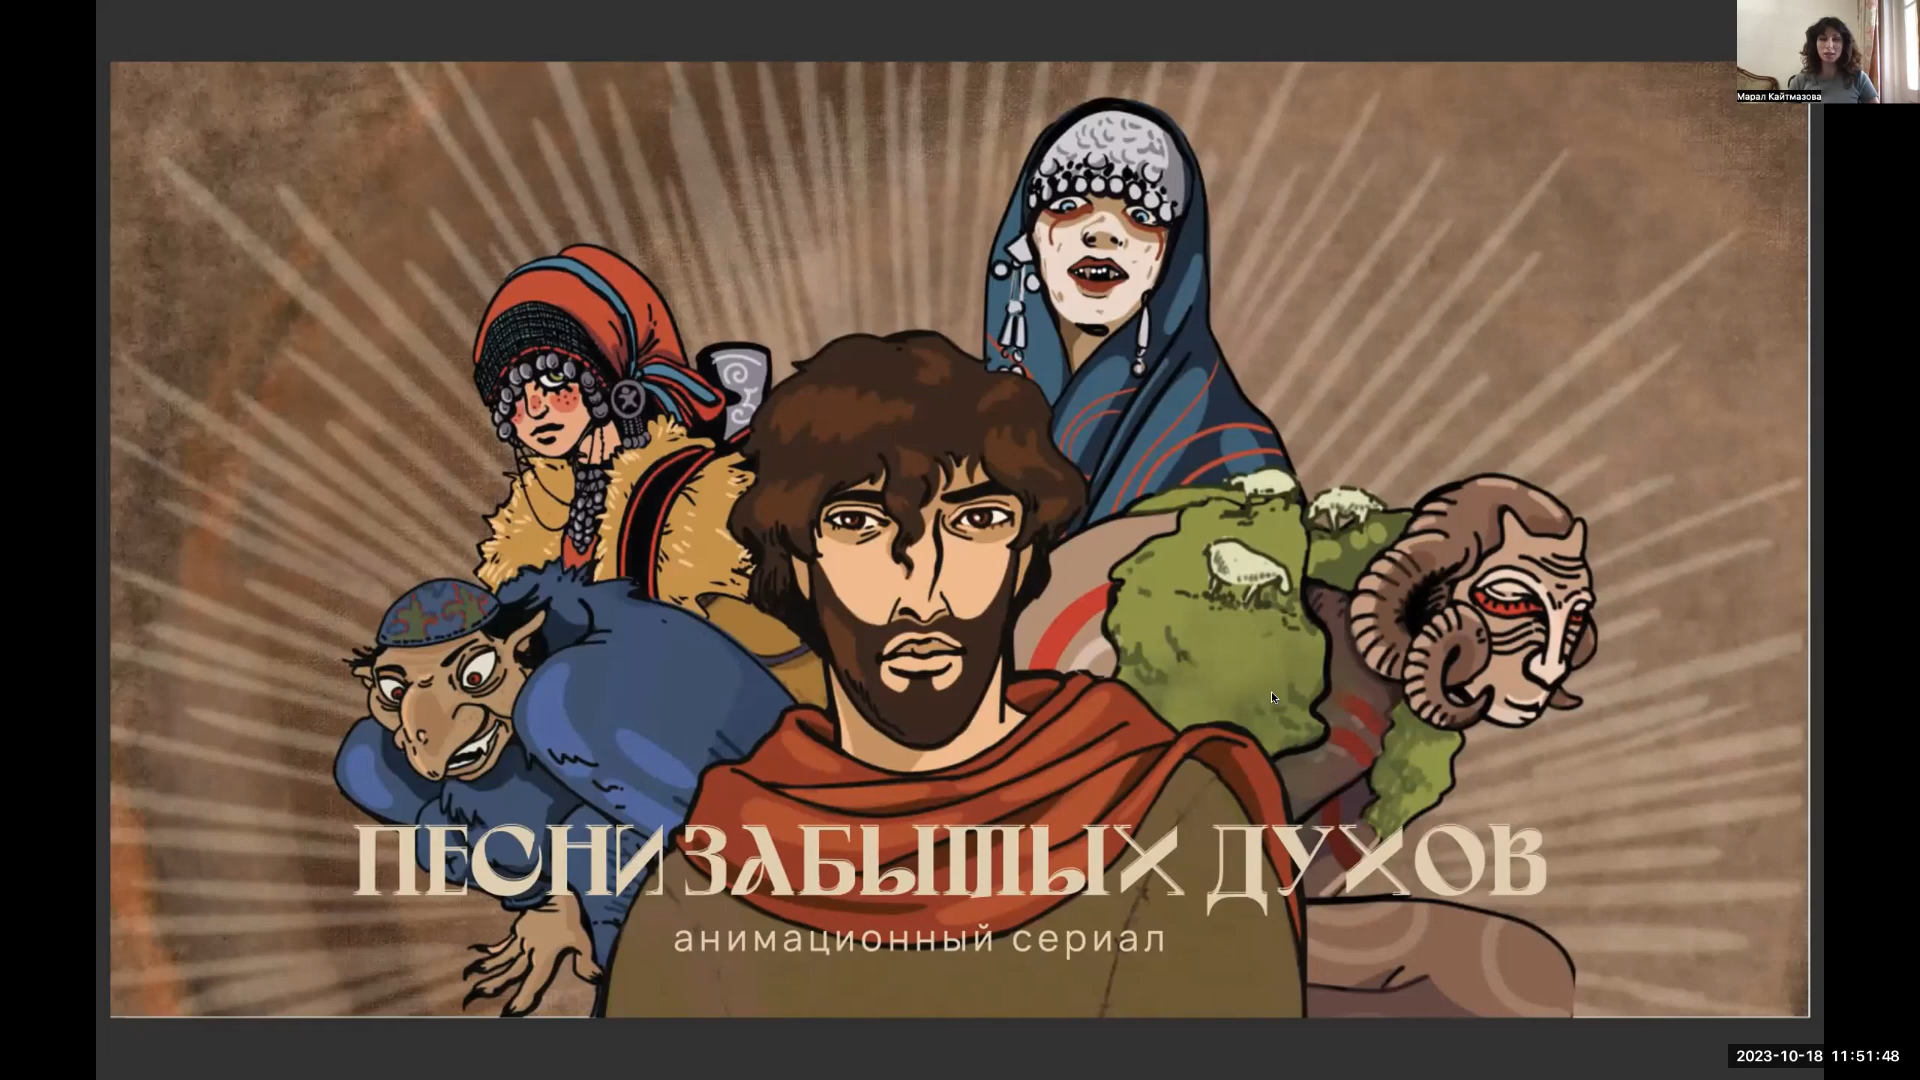 Марал Кайтмазова
ПЕСНИ ЗАБЫТЫХ ДУХОВ
анимационный сериал
2023-10-18 11:51:48